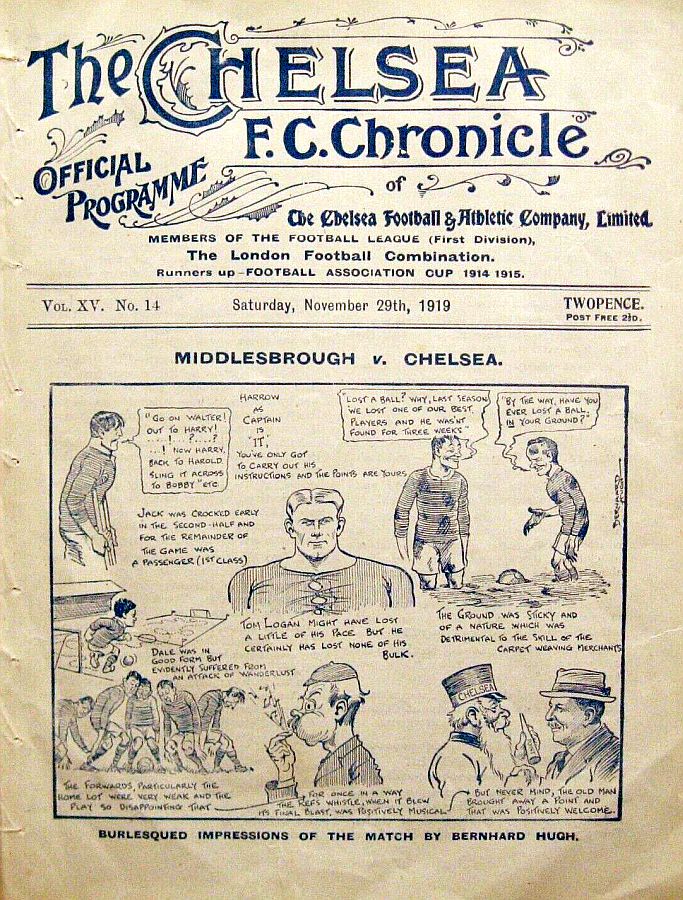 The CHELSEA
F.C. Chronicle
OFFICIAL
PROGRAMME
of
The Chelsea Football & Athletic Company, Limited.
MEMBERS OF THE FOOTBALL LEAGUE (First Division),
The London Football Combination.
Runners up–FOOTBALL ASSOCIATION CUP 1914 1915.
VOL. XV. No. 14
Saturday, November 29th, 1919
TWOPENCE.
POST FREE 2½D.
MIDDLESBROUGH v. CHELSEA.
"GO ON WALTER!
OUT TO HARRY!
....! ...?....?
...! NOW HARRY,
BACK TO HAROLD.
SLING IT ACROSS
TO BOBBY" ETC
HARROW
AS
CAPTAIN
IS
"IT".
YOU'VE ONLY GOT
TO CARRY OUT HIS
INSTRUCTIONS AND THE POINTS ARE YOURS
"LOST A BALL? WHY, LAST SEASON
WE LOST ONE OF OUR BEST
PLAYERS AND HE WASN'T
FOUND FOR THREE WEEKS"
"BY THE WAY, HAVE YOU
EVER LOST A BALL
IN YOUR GROUND?"
BERNARD
HUGH
JACK WAS CROCKED EARLY
IN THE SECOND-HALF AND
FOR THE REMAINDER OF
THE GAME WAS
A PASSENGER (1ST CLASS)
TOM LOGAN MIGHT HAVE LOST
A LITTLE OF HIS PACE BUT HE
CERTAINLY HAS LOST NONE OF HIS
BULK.
THE GROUND WAS STICKY AND
OF A NATURE WHICH WAS
DETRIMENTAL TO THE SKILL OF THE
CARPET WEAVING MERCHANTS
DALE WAS IN
GOOD FORM BUT
EVIDENTLY SUFFERED FROM
AN ATTACK OF WANDERLUST
CHELSEA
THE FORWARDS, PARTICULARLY THE
HOME LOT WERE VERY WEAK AND THE
PLAY SO DISAPPOINTING THAT
FOR ONCE IN A WAY
THE REFS WHISTLE, WHEN IT BLEW
ITS FINAL BLAST, WAS POSITIVELY MUSICAL
BUT NEVER MIND, THE OLD MAN
BROUGHT AWAY A POINT AND
THAT WAS POSITIVELY WELCOME.
BURLESQUED IMPRESSIONS OF THE MATCH BY BERNHARD HUGH.